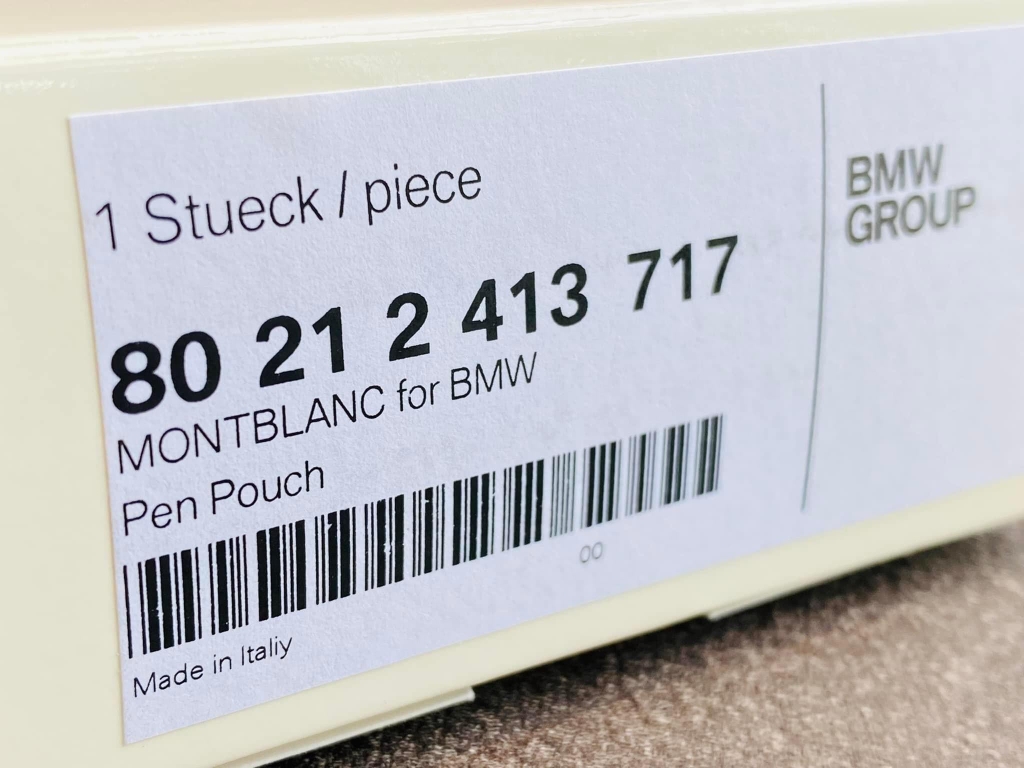 1 Stueck / piece
80 21 2 413 717
MONTBLANC for BMW
Pen Pouch
00
Made in Italiy
BMW
GROUP